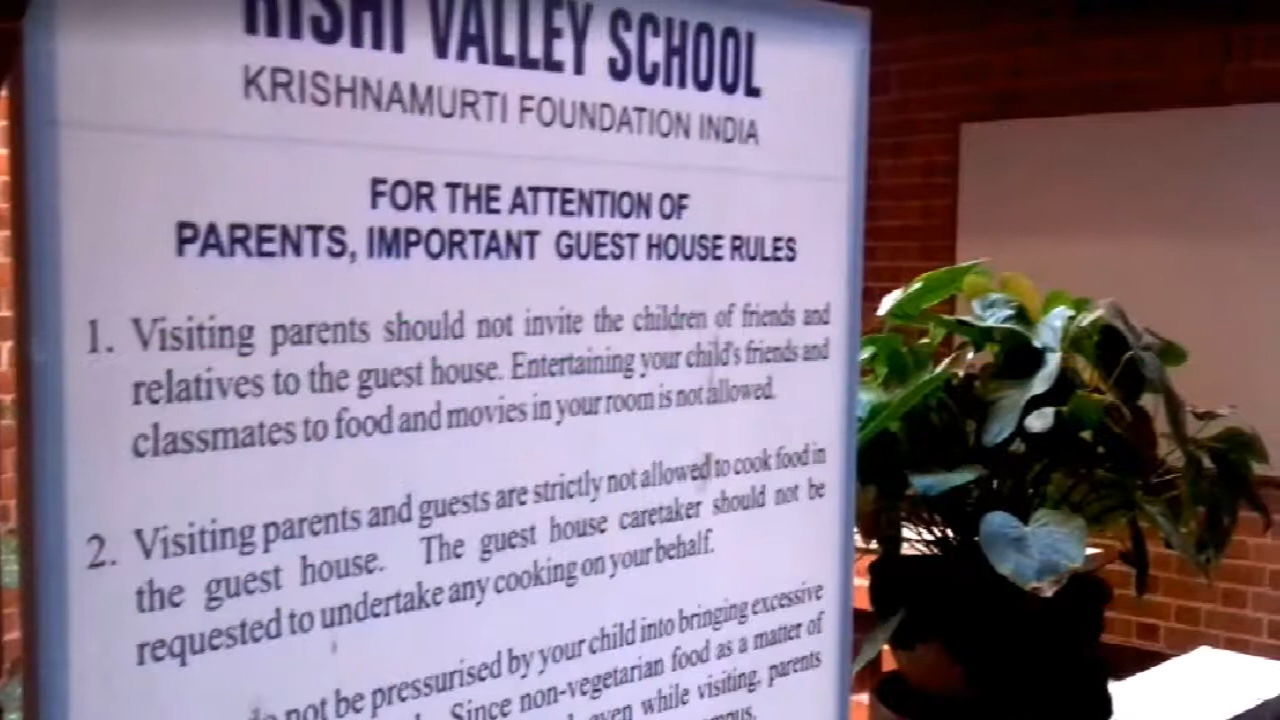 RISHI VALLEY SCHOOL
KRISHNAMURTI FOUNDATION INDIA
FOR THE ATTENTION OF
PARENTS, IMPORTANT GUEST HOUSE RULES
1. Visiting parents should not invite the children of friends and
relatives to the guest house. Entertaining your child's friends and
classmates to food and movies in your room is not allowed.
2. Visiting parents and guests are strictly not allowed to cook food in
the guest house. The guest house caretaker should not be
requested to undertake any cooking on your behalf.
do not be pressurised by your child into bringing excessive
Since non-vegetarian food as a matter of
even while visiting, parents